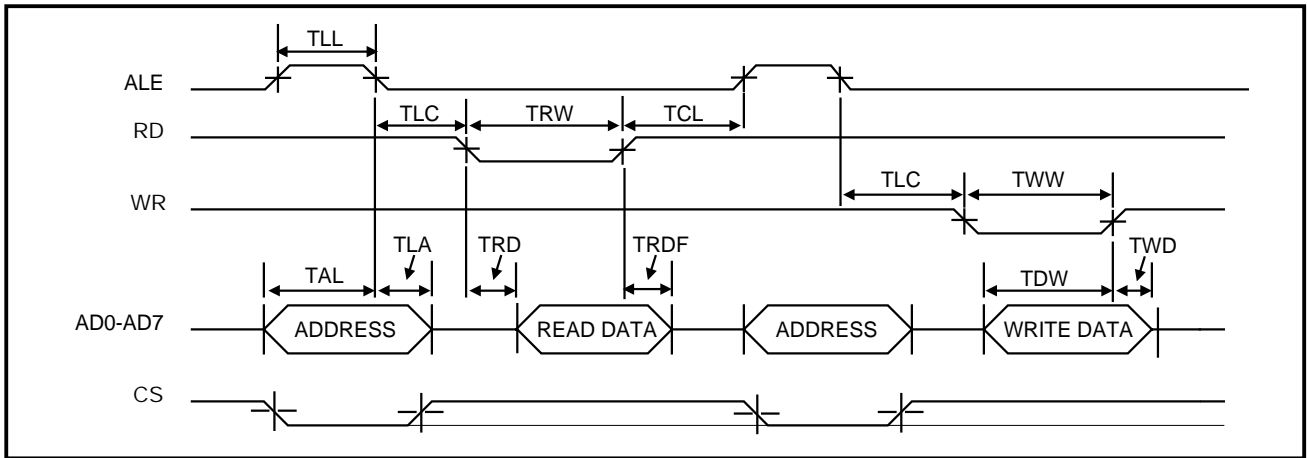 TLL
ALE
TLC TRW TCL
RD
TLC TWW
WR
TLA TRD TRDF TWD
TAL TDW
AD0-AD7 ADDRESS READ DATA ADDRESS WRITE DATA
CS